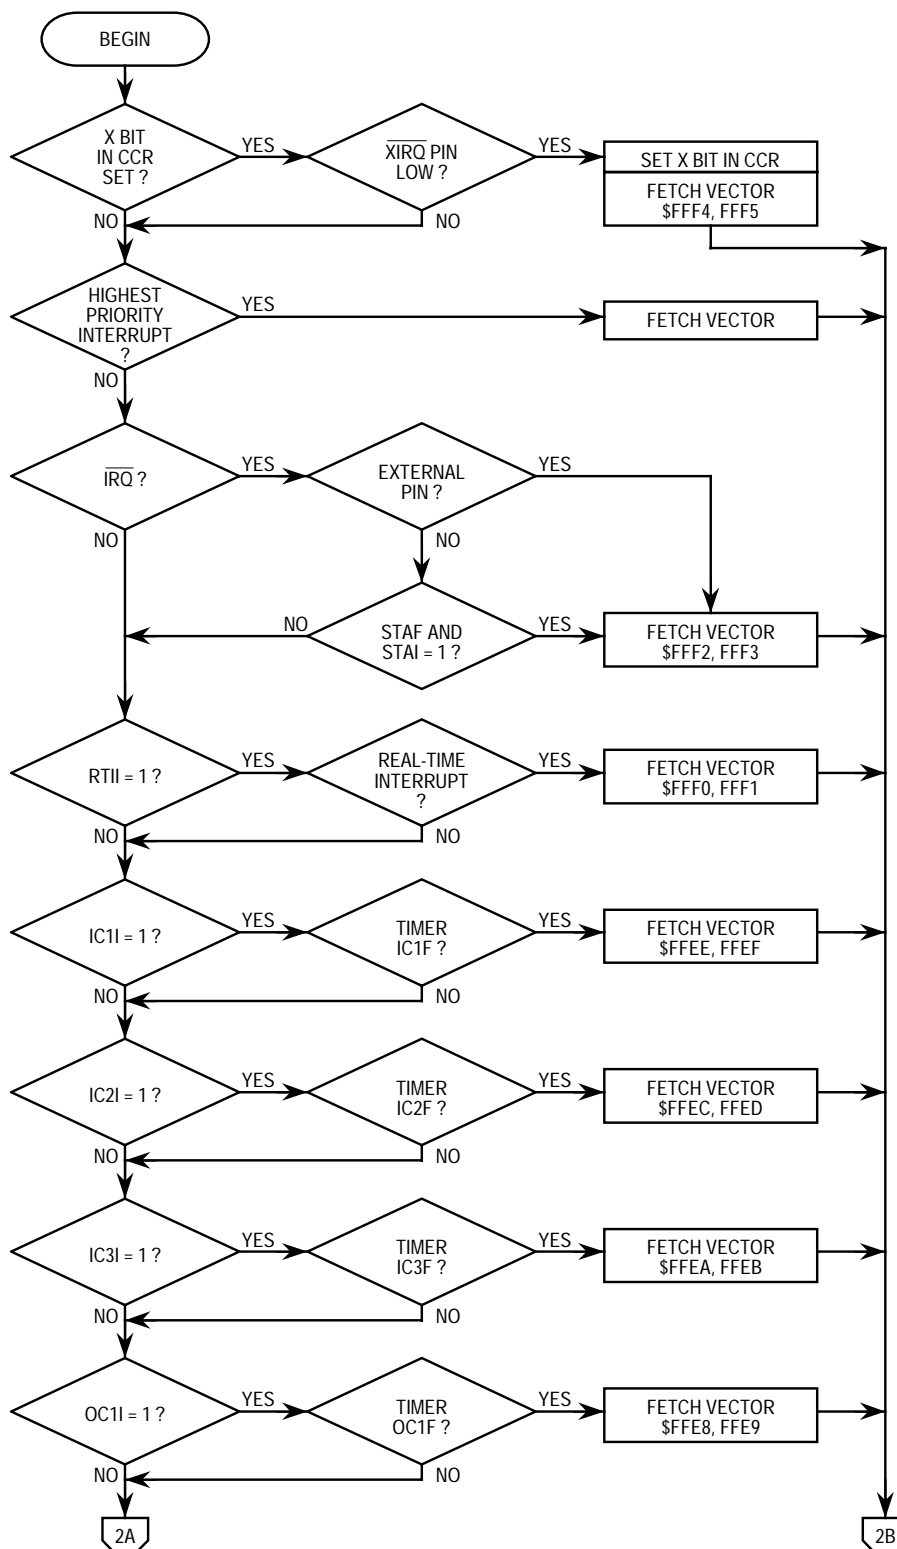 BEGIN
X BIT
IN CCR
SET ?
YES
XIRQ PIN
LOW ?
YES
SET X BIT IN CCR
FETCH VECTOR
$FFF4, FFF5
NO
NO
HIGHEST
PRIORITY
INTERRUPT
?
YES
FETCH VECTOR
NO
IRQ ?
YES
EXTERNAL
PIN ?
YES
NO
NO
NO
STAF AND
STAI = 1 ?
YES
FETCH VECTOR
$FFF2, FFF3
RTII = 1 ?
YES
REAL-TIME
INTERRUPT
?
YES
FETCH VECTOR
$FFF0, FFF1
NO
NO
IC1I = 1 ?
YES
TIMER
IC1F ?
YES
FETCH VECTOR
$FFEE, FFEF
NO
NO
IC2I = 1 ?
YES
TIMER
IC2F ?
YES
FETCH VECTOR
$FFEC, FFED
NO
NO
IC3I = 1 ?
YES
TIMER
IC3F ?
YES
FETCH VECTOR
$FFEA, FFEB
NO
NO
OC1I = 1 ?
YES
TIMER
OC1F ?
YES
FETCH VECTOR
$FFE8, FFE9
NO
NO
2A
2B